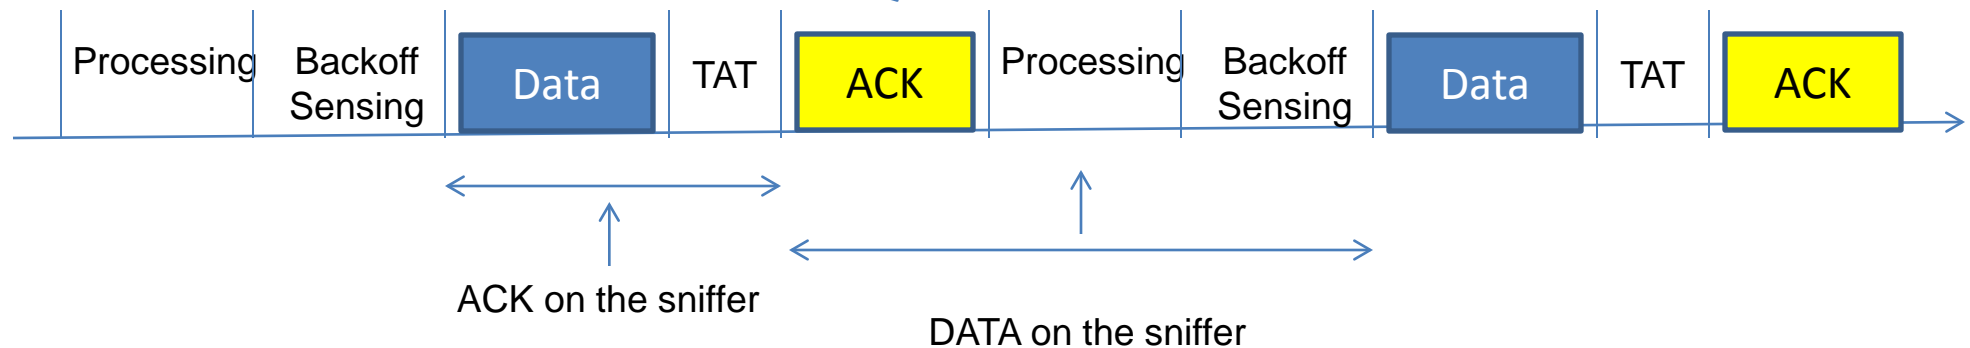 Processing
Backoff
Sensing
Data
TAT
ACK
Processing
Backoff
Sensing
Data
TAT
ACK
ACK on the sniffer
DATA on the sniffer